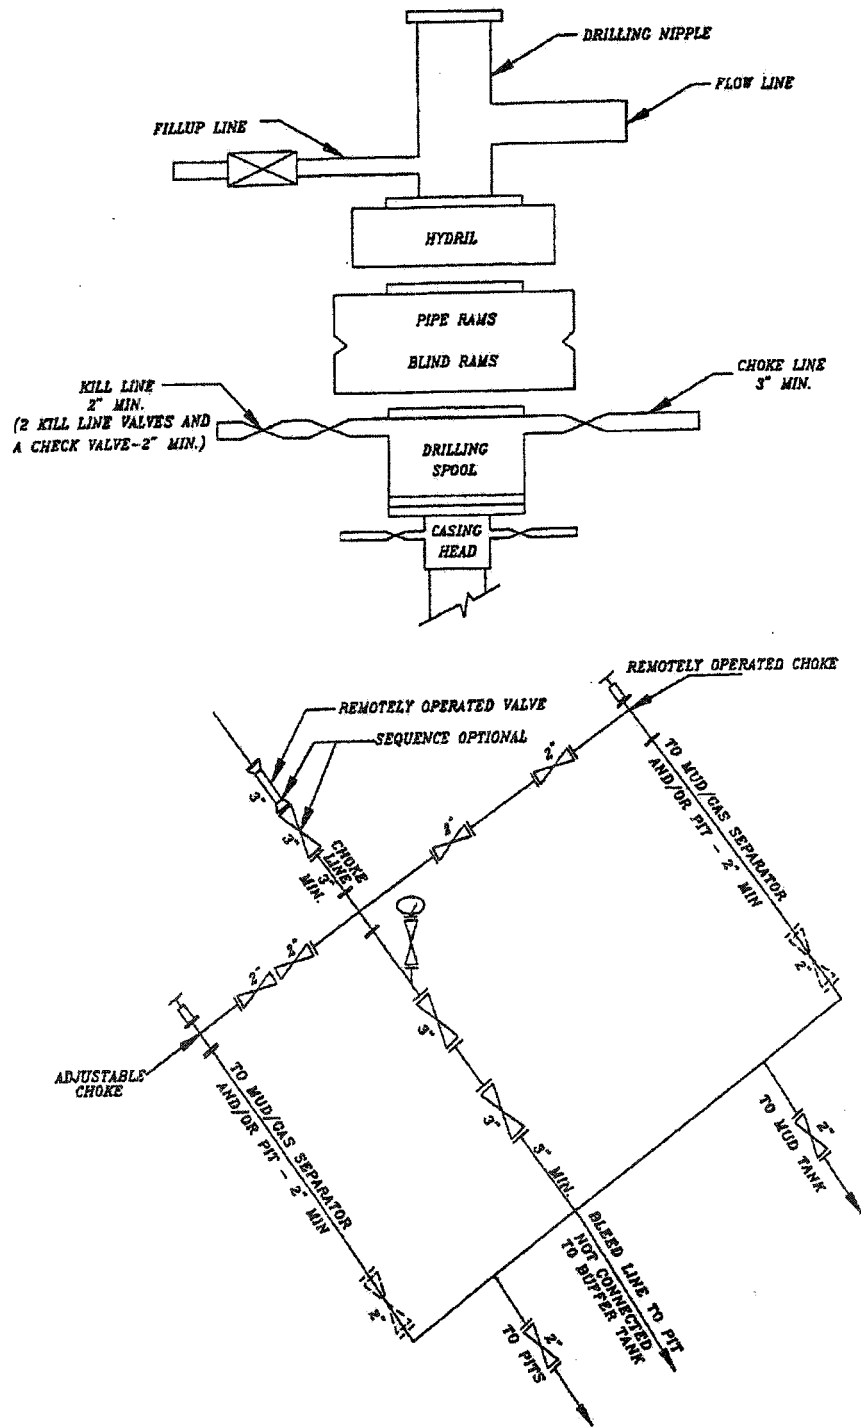 DRILLING NIPPLE
FLOW LINE
FILLUP LINE
HYDRIL
PIPE RAMS
BLIND RAMS
CHOKE LINE
3" MIN.
KILL LINE
2" MIN.
(2 KILL LINE VALVES AND
A CHECK VALVE-2" MIN.)
DRILLING
SPOOL
CASING
HEAD
REMOTELY OPERATED CHOKE
REMOTELY OPERATED VALVE
SEQUENCE OPTIONAL
3"
3"
CHOKE
LINE
3"
MIN.
2"
2"
TO MUD/GAS SEPARATOR
AND/OR PIT - 2" MIN
2"
2"
2"
3"
ADJUSTABLE
CHOKE
TO MUD/GAS SEPARATOR
AND/OR PIT - 2" MIN
3"
3" MIN.
2"
TO MUD TANK
BLEED LINE TO PIT
NOT CONNECTED
TO BUFFER TANK
2"
2"
TO PITS